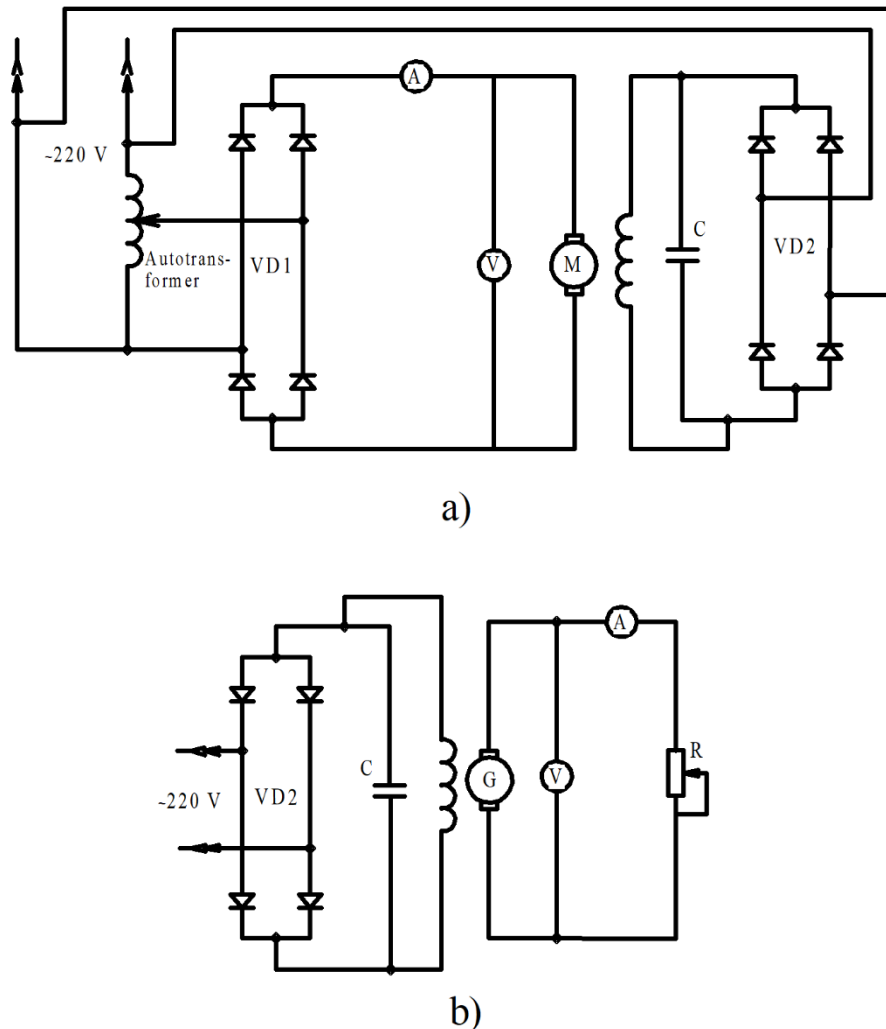 A
~220 V
C
Autotrans-
former
VD1
V
M
VD2
a)
A
R
C
G
V
~220 V
VD2
b)